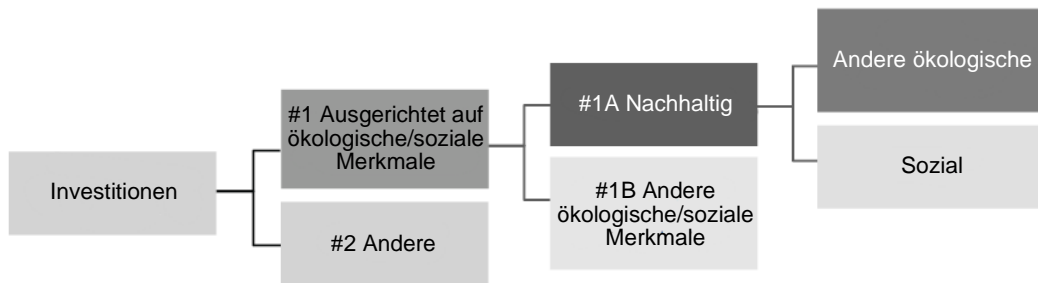 Investitionen
#1 Ausgerichtet auf
ökologische/soziale
Merkmale
#2 Andere
#1A Nachhaltig
#1B Andere
ökologische/soziale
Merkmale
Andere ökologische
Sozial